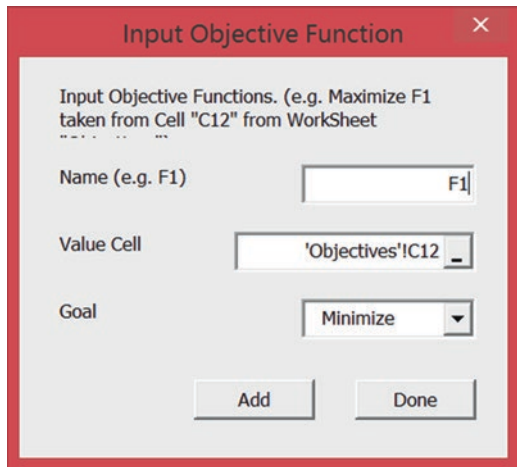 Input Objective Function
Input Objective Functions. (e.g. Maximize F1
taken from Cell "C12" from WorkSheet
Name (e.g. F1)
F1
Value Cell
'Objectives'!C12
Goal
Minimize
Add
Done